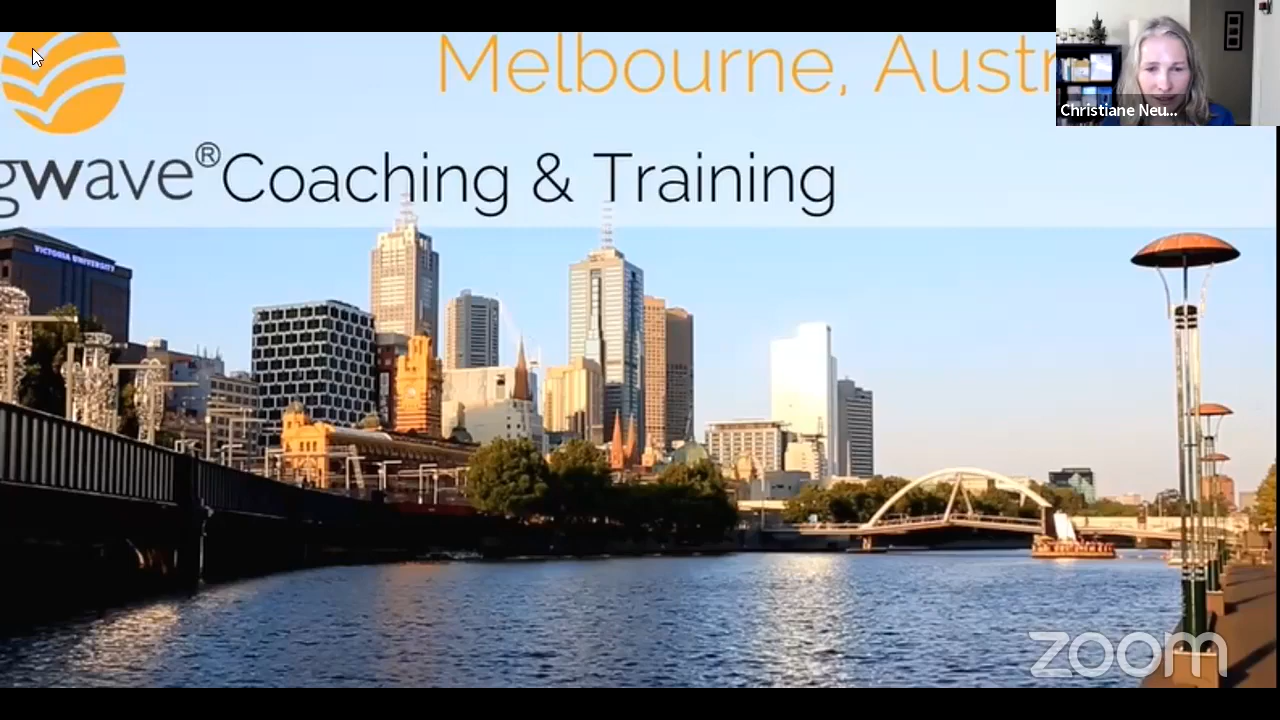 Melbourne, Austr
Christiane Neu...
gwave® Coaching & Training
VICTORIA UNIVERSITY
zoom